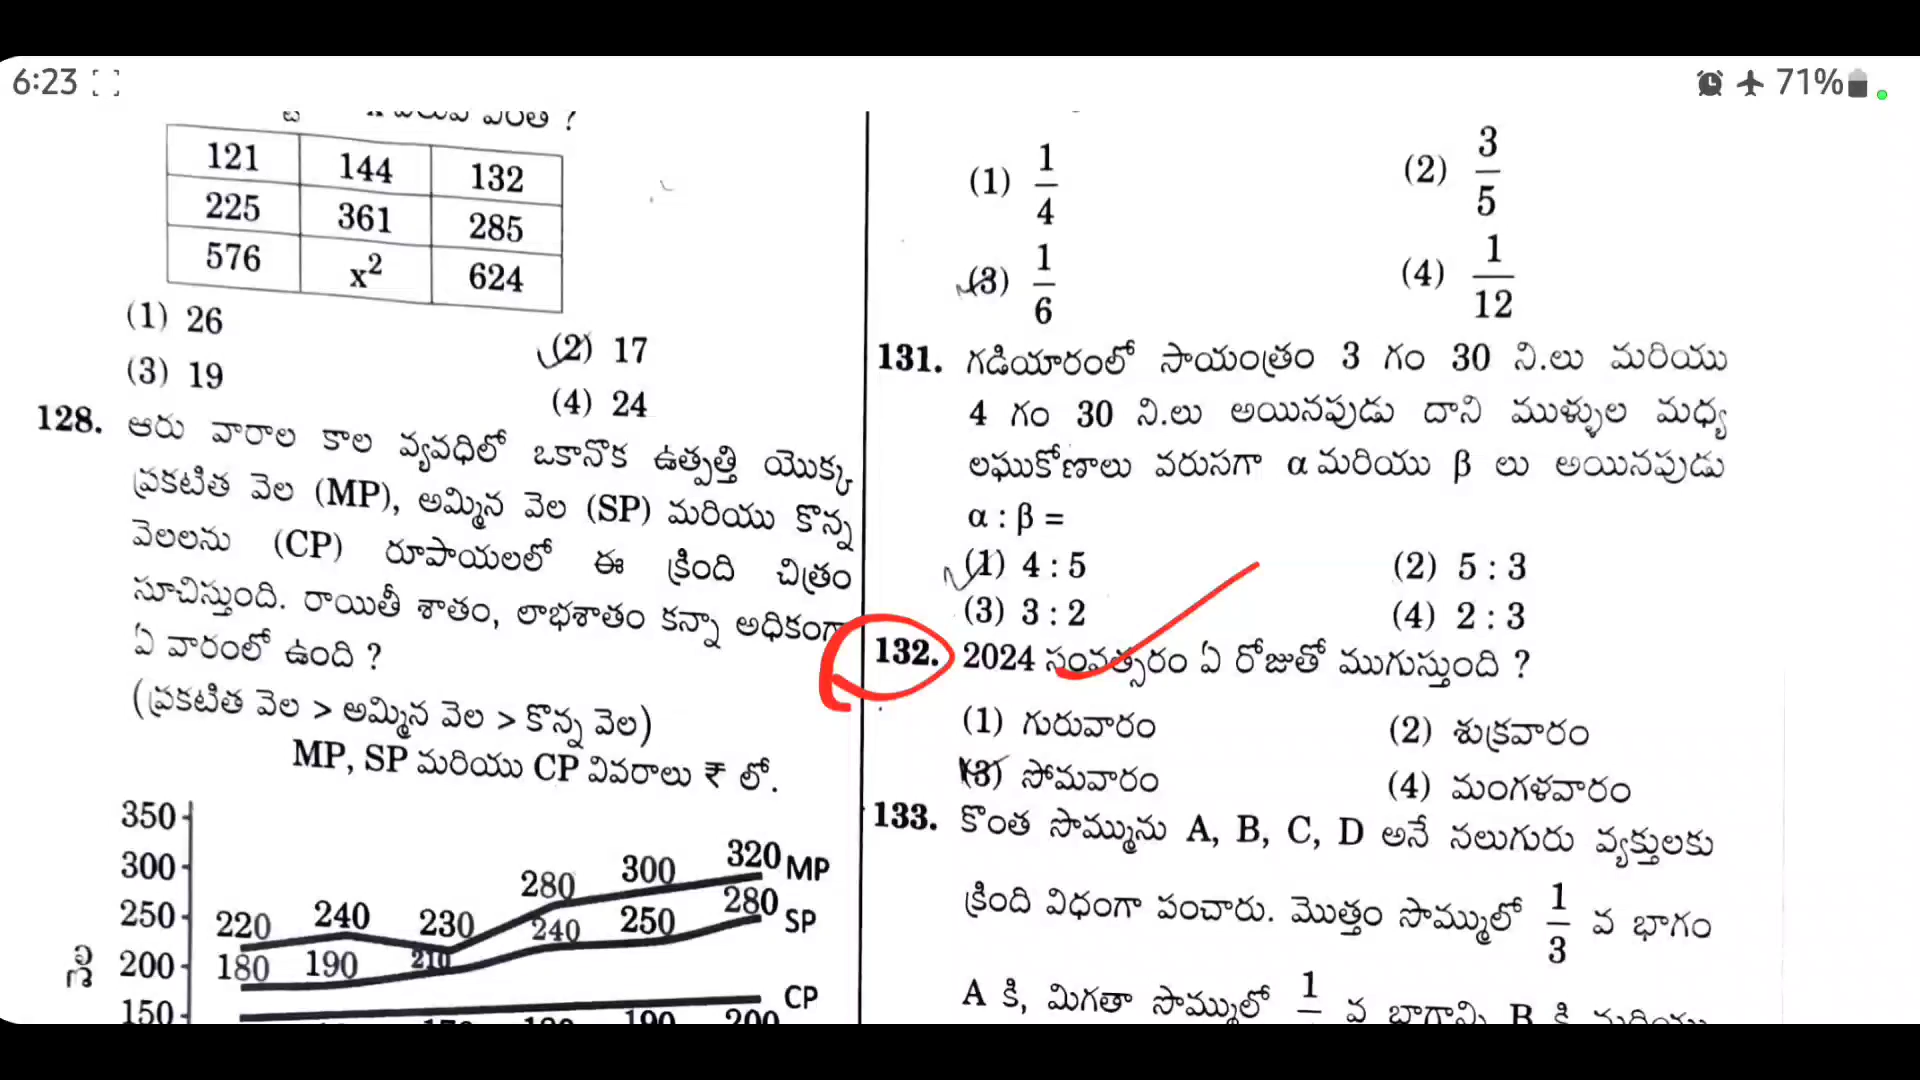 6:23
71%
121 144 132
225 361 285
576 x² 624
(1) 26
(2) 17
(3) 19
(4) 24
128. ఆరు వారాల కాల వ్యవధిలో ఒకానొక ఉత్పత్తి యొక్క
ప్రకటిత వెల (MP), అమ్మిన వెల (SP) మరియు కొన్న
వెలలను (CP) రూపాయలలో ఈ క్రింది చిత్రం
సూచిస్తుంది. రాయితీ శాతం, లాభశాతం కన్నా అధికంగా
ఏ వారంలో ఉంది ?
(ప్రకటిత వెల > అమ్మిన వెల > కొన్న వెల)
MP, SP మరియు CP వివరాలు ₹ లో.
350
300
250
200
150
220 240 230 280 300 320 MP
180 190 210 240 250 280 SP
CP
190 200
(1) 1/4
(2) 3/5
(3) 1/6
(4) 1/12
131. గడియారంలో సాయంత్రం 3 గం 30 ని.లు మరియు
4 గం 30 ని.లు అయినపుడు దాని ముళ్ళుల మధ్య
లఘుకోణాలు వరుసగా α మరియు β లు అయినపుడు
α : β =
(1) 4 : 5
(2) 5 : 3
(3) 3 : 2
(4) 2 : 3
132. 2024 సంవత్సరం ఏ రోజుతో ముగుస్తుంది ?
(1) గురువారం
(2) శుక్రవారం
(3) సోమవారం
(4) మంగళవారం
133. కొంత సొమ్మును A, B, C, D అనే నలుగురు వ్యక్తులకు
క్రింది విధంగా పంచారు. మొత్తం సొమ్ములో 1/3 వ భాగం
A కి, మిగతా సొమ్ములో 1 వ భాగాన్ని B కి మరియు